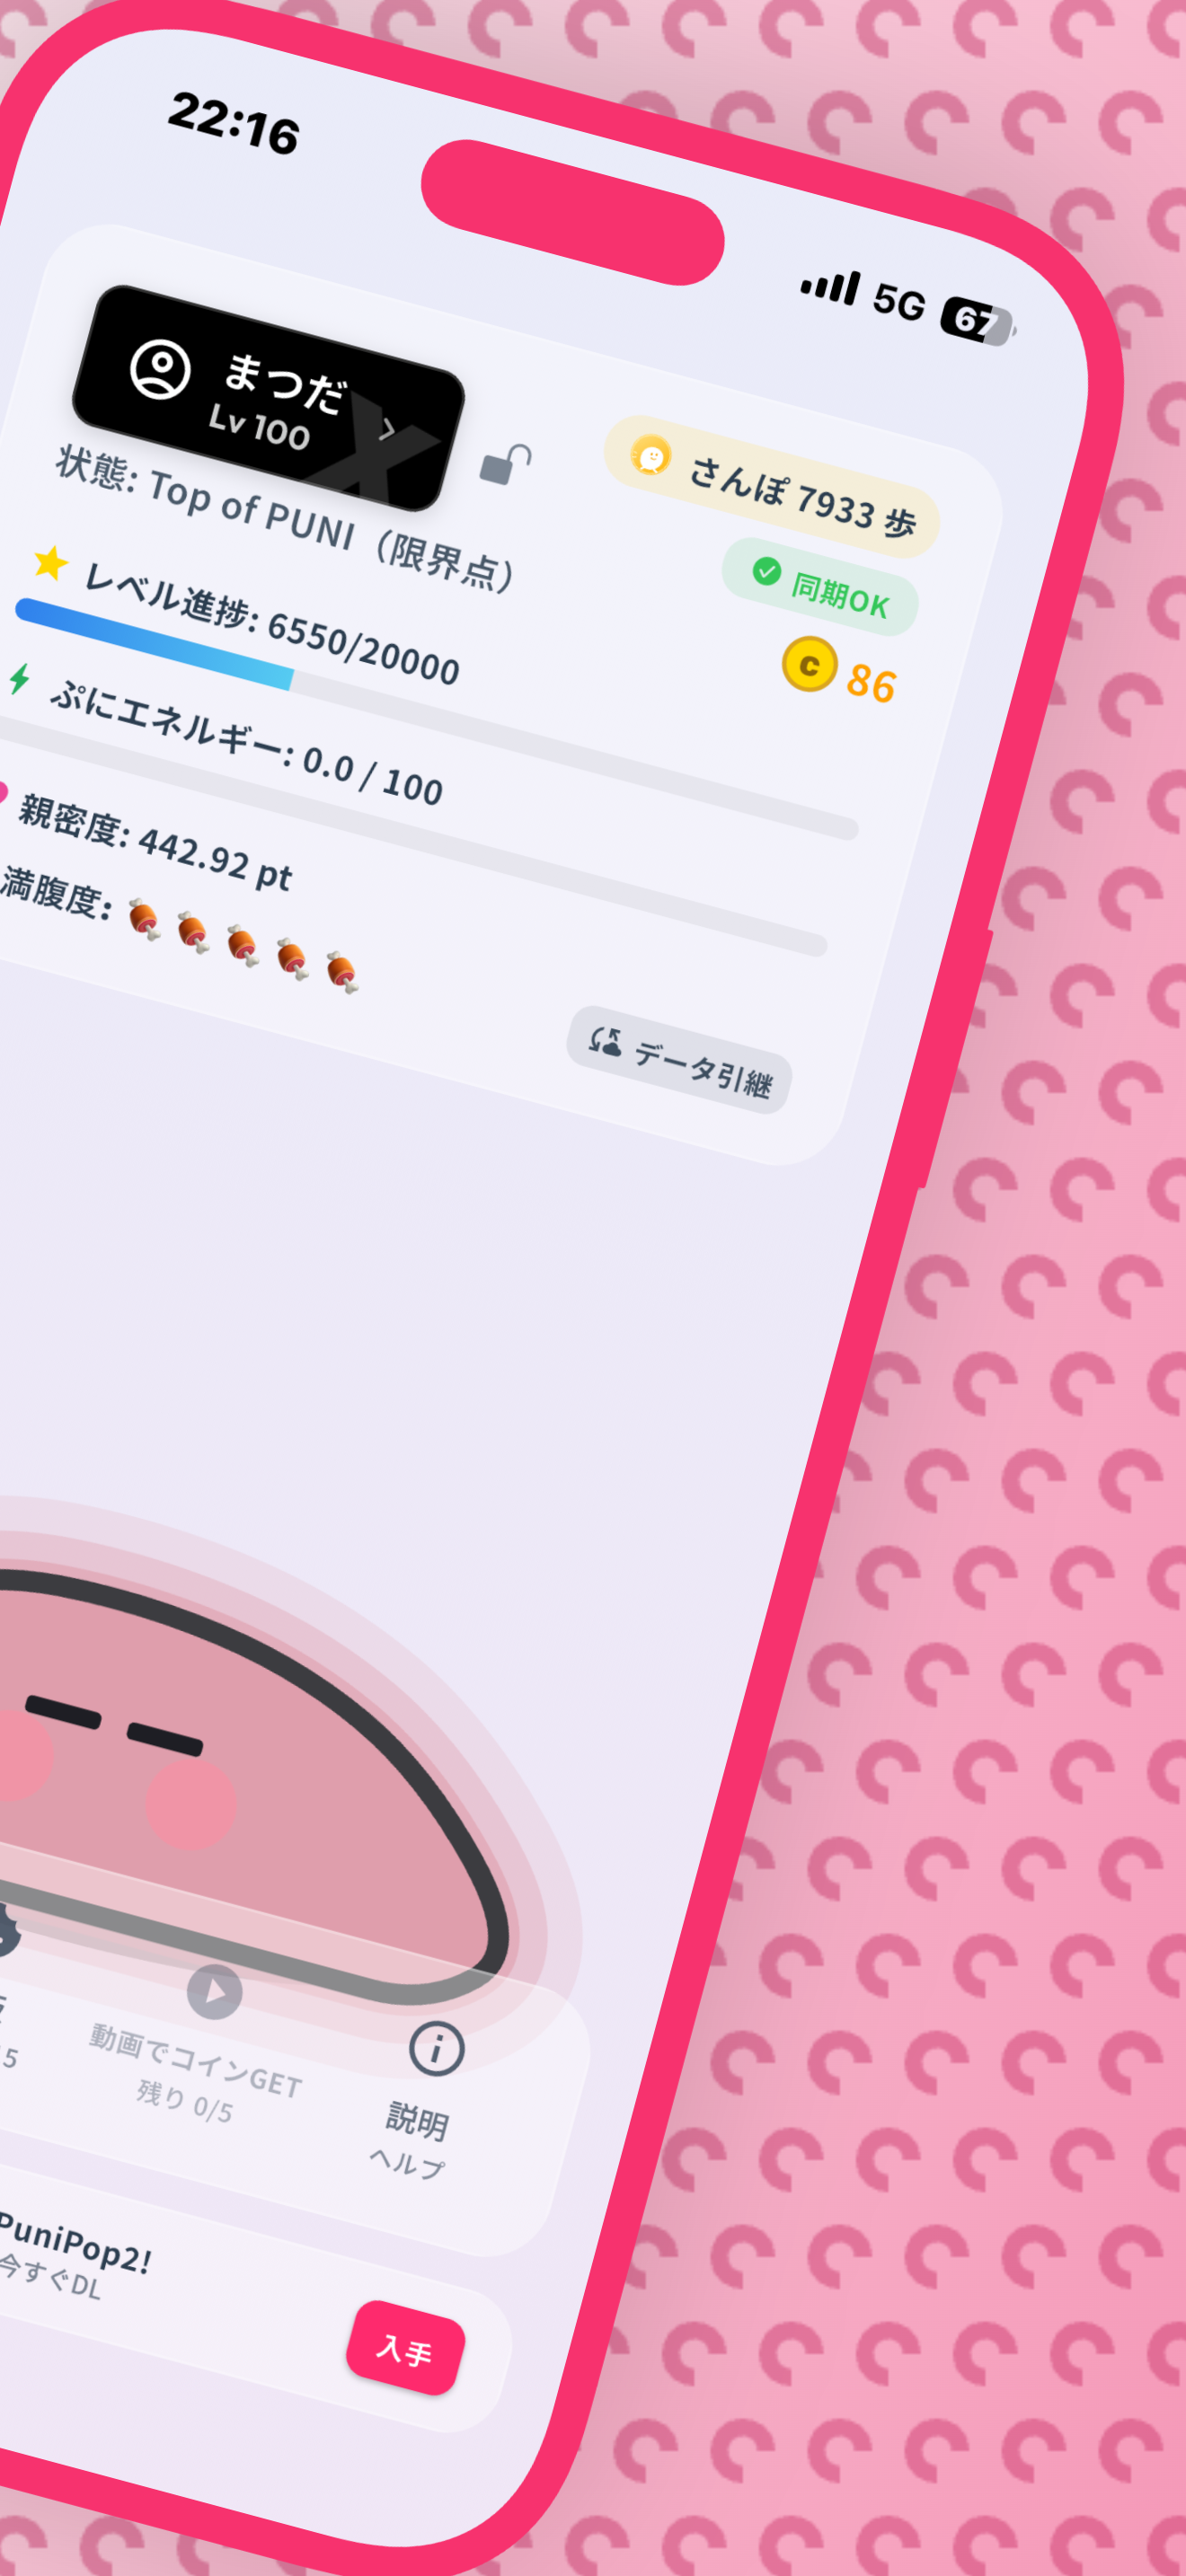 22:16
5G 67
まつだ
Lv 100
さんぽ 7933 歩
状態: Top of PUNI（限界点）
同期OK
レベル進捗: 6550/20000
c 86
ぷにエネルギー: 0.0 / 100
親密度: 442.92 pt
満腹度:
データ引継
動画でコインGET
残り 0/5
5
説明
ヘルプ
PuniPop2!
今すぐDL
入手